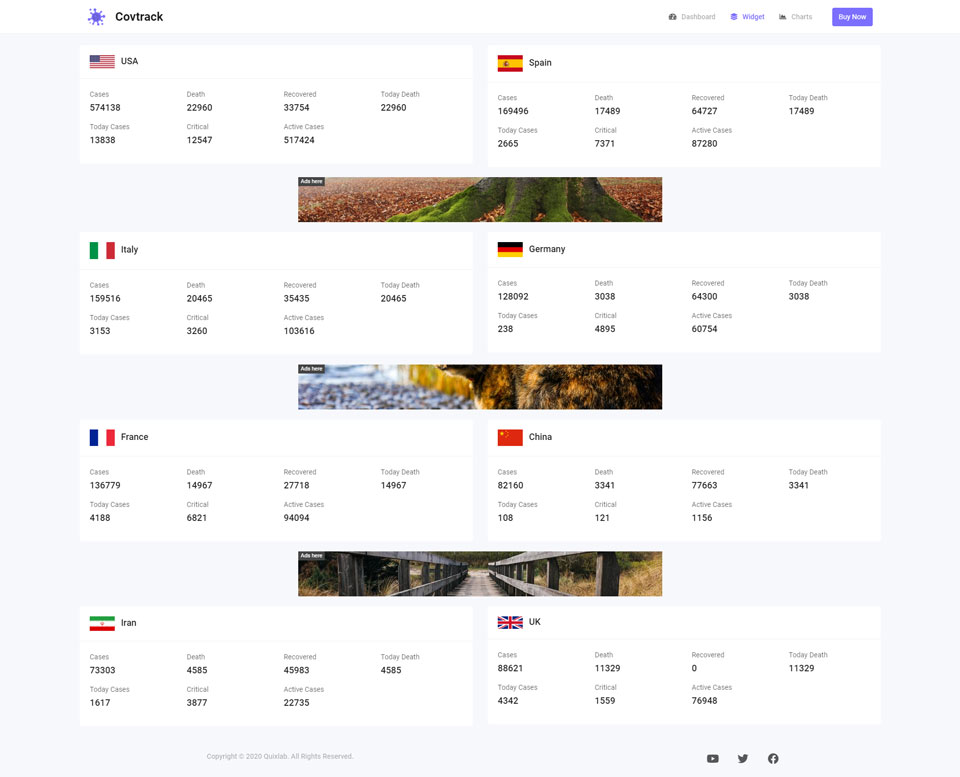 Covtrack
Dashboard Widget Charts Buy Now
USA
Cases Death Recovered Today Death
574138 22960 33754 22960
Today Cases Critical Active Cases
13838 12547 517424
Spain
Cases Death Recovered Today Death
169496 17489 64727 17489
Today Cases Critical Active Cases
2665 7371 87280
Ads here
Italy
Cases Death Recovered Today Death
159516 20465 35435 20465
Today Cases Critical Active Cases
3153 3260 103616
Germany
Cases Death Recovered Today Death
128092 3038 64300 3038
Today Cases Critical Active Cases
238 4895 60754
Ads here
France
Cases Death Recovered Today Death
136779 14967 27718 14967
Today Cases Critical Active Cases
4188 6821 94094
China
Cases Death Recovered Today Death
82160 3341 77663 3341
Today Cases Critical Active Cases
108 121 1156
Ads here
Iran
Cases Death Recovered Today Death
73303 4585 45983 4585
Today Cases Critical Active Cases
1617 3877 22735
UK
Cases Death Recovered Today Death
88621 11329 0 11329
Today Cases Critical Active Cases
4342 1559 76948
Copyright © 2020 Quixlab. All Rights Reserved.